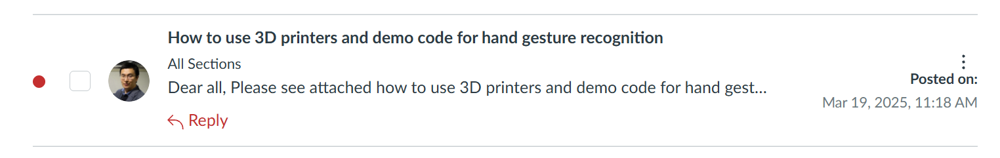 How to use 3D printers and demo code for hand gesture recognition
All Sections
Dear all, Please see attached how to use 3D printers and demo code for hand gest...
Reply
Posted on:
Mar 19, 2025, 11:18 AM